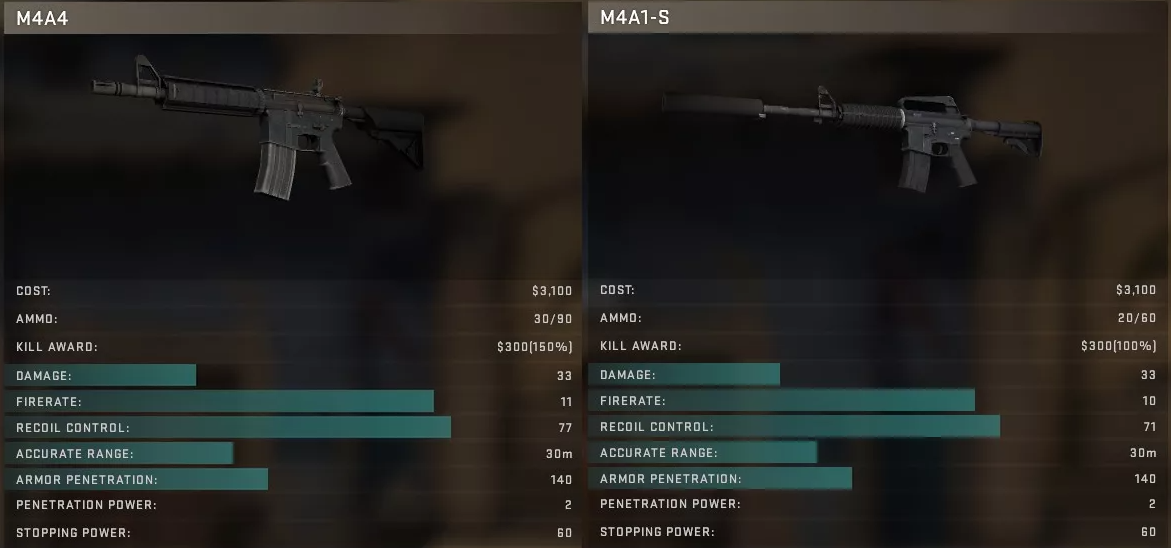 M4A4
COST: $3,100
AMMO: 30/90
KILL AWARD: $300(150%)
DAMAGE: 33
FIRERATE: 11
RECOIL CONTROL: 77
ACCURATE RANGE: 30m
ARMOR PENETRATION: 140
PENETRATION POWER: 2
STOPPING POWER: 60
M4A1-S
COST: $3,100
AMMO: 20/60
KILL AWARD: $300(100%)
DAMAGE: 33
FIRERATE: 10
RECOIL CONTROL: 71
ACCURATE RANGE: 30m
ARMOR PENETRATION: 140
PENETRATION POWER: 2
STOPPING POWER: 60